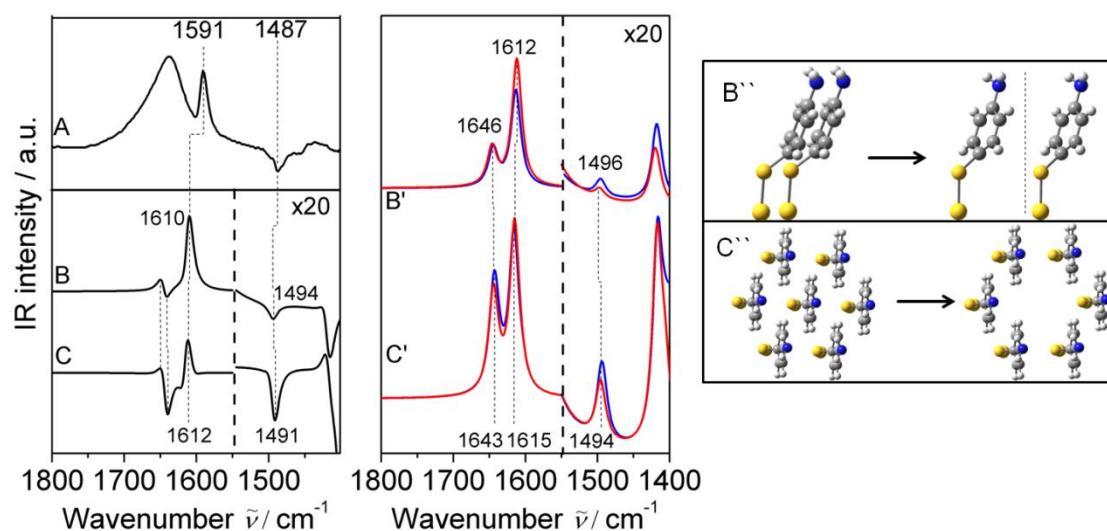 1591 1487
A
IR intensity / a.u.
x20
1610
B
1494
C
1612 1491
1800 1700 1600 1500
Wavenumber ν̃ / cm⁻¹
x20
1612
1646
1496
B'
C'
1643 1615 1494
1800 1700 1600 1500 1400
Wavenumber ν̃ / cm⁻¹
B``
C``